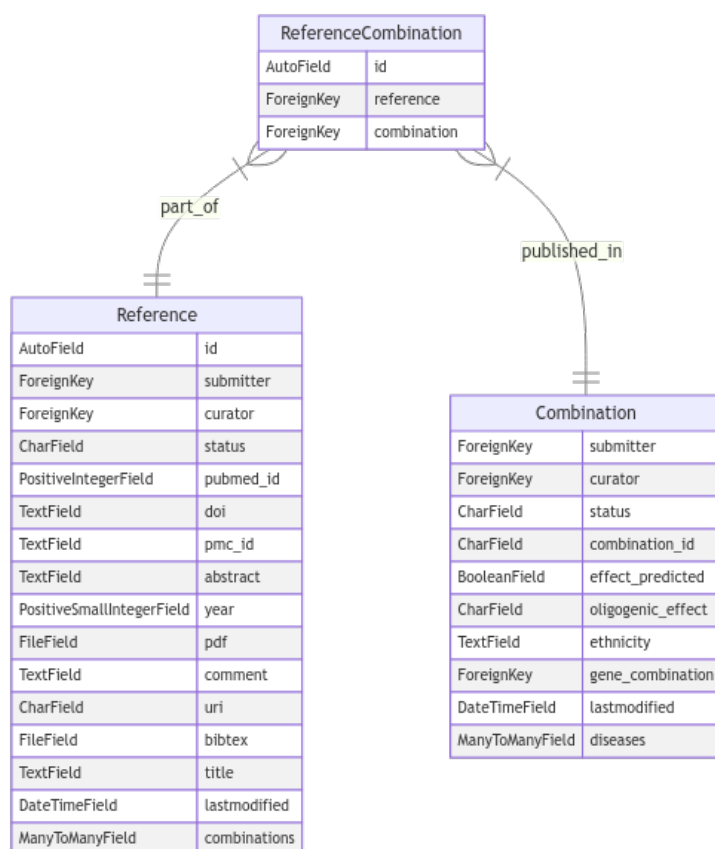 ReferenceCombination
AutoField id
ForeignKey reference
ForeignKey combination
part_of
published_in
Reference
AutoField id
ForeignKey submitter
ForeignKey curator
CharField status
PositiveIntegerField pubmed_id
TextField doi
TextField pmc_id
TextField abstract
PositiveSmallIntegerField year
FileField pdf
TextField comment
CharField uri
FileField bibtex
TextField title
DateTimeField lastmodified
ManyToManyField combinations
Combination
ForeignKey submitter
ForeignKey curator
CharField status
CharField combination_id
BooleanField effect_predicted
CharField oligogenic_effect
TextField ethnicity
ForeignKey gene_combination
DateTimeField lastmodified
ManyToManyField diseases